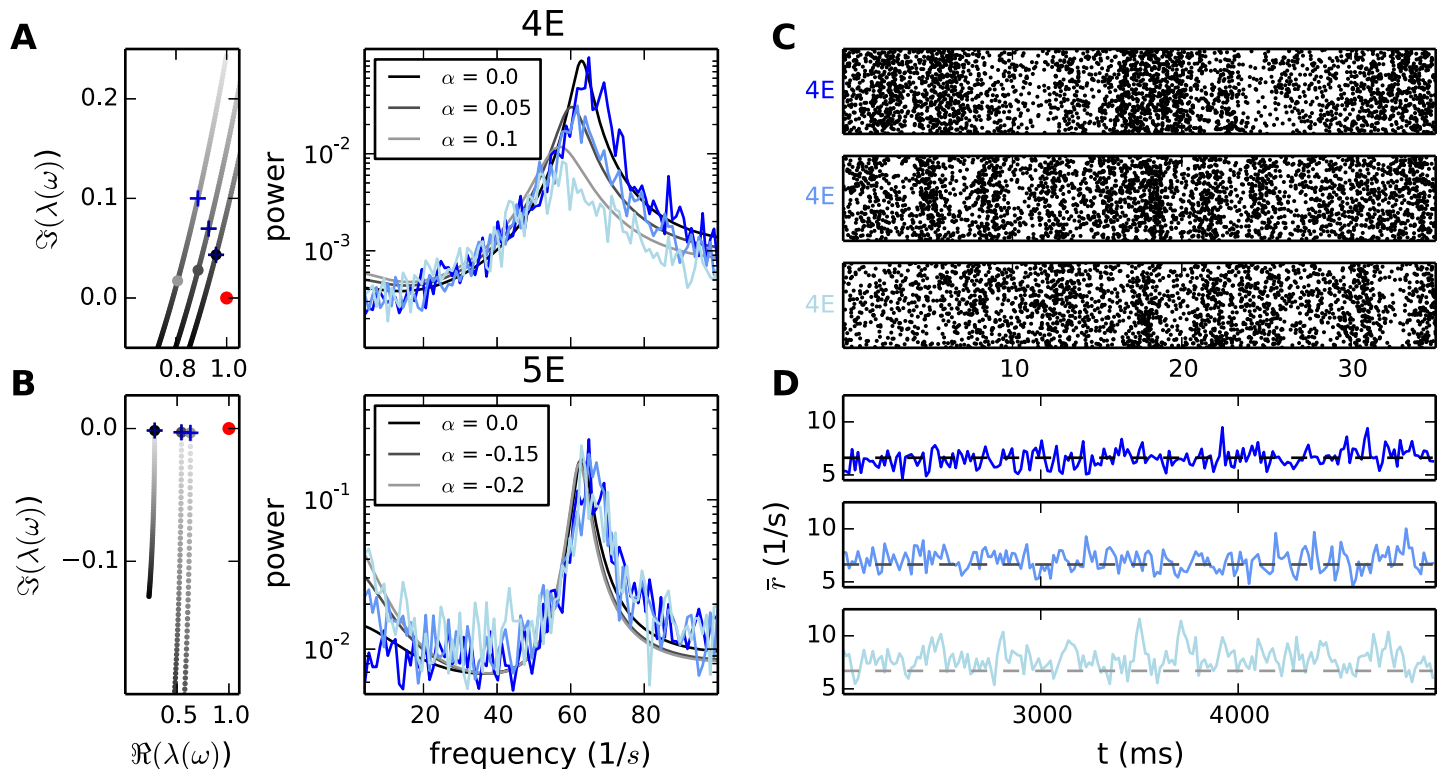 A
4E
C
ℑ(λ(ω))
0.2
0.1
0.0
0.8
1.0
power
10⁻²
10⁻³
α = 0.0
α = 0.05
α = 0.1
4E
4E
4E
10
20
30
B
5E
D
ℑ(λ(ω))
0.0
−0.1
0.5
1.0
ℜ(λ(ω))
power
10⁻¹
10⁻²
α = 0.0
α = -0.15
α = -0.2
20
40
60
80
frequency (1/s)
r̄ (1/s)
10
5
10
5
10
5
3000
4000
t (ms)